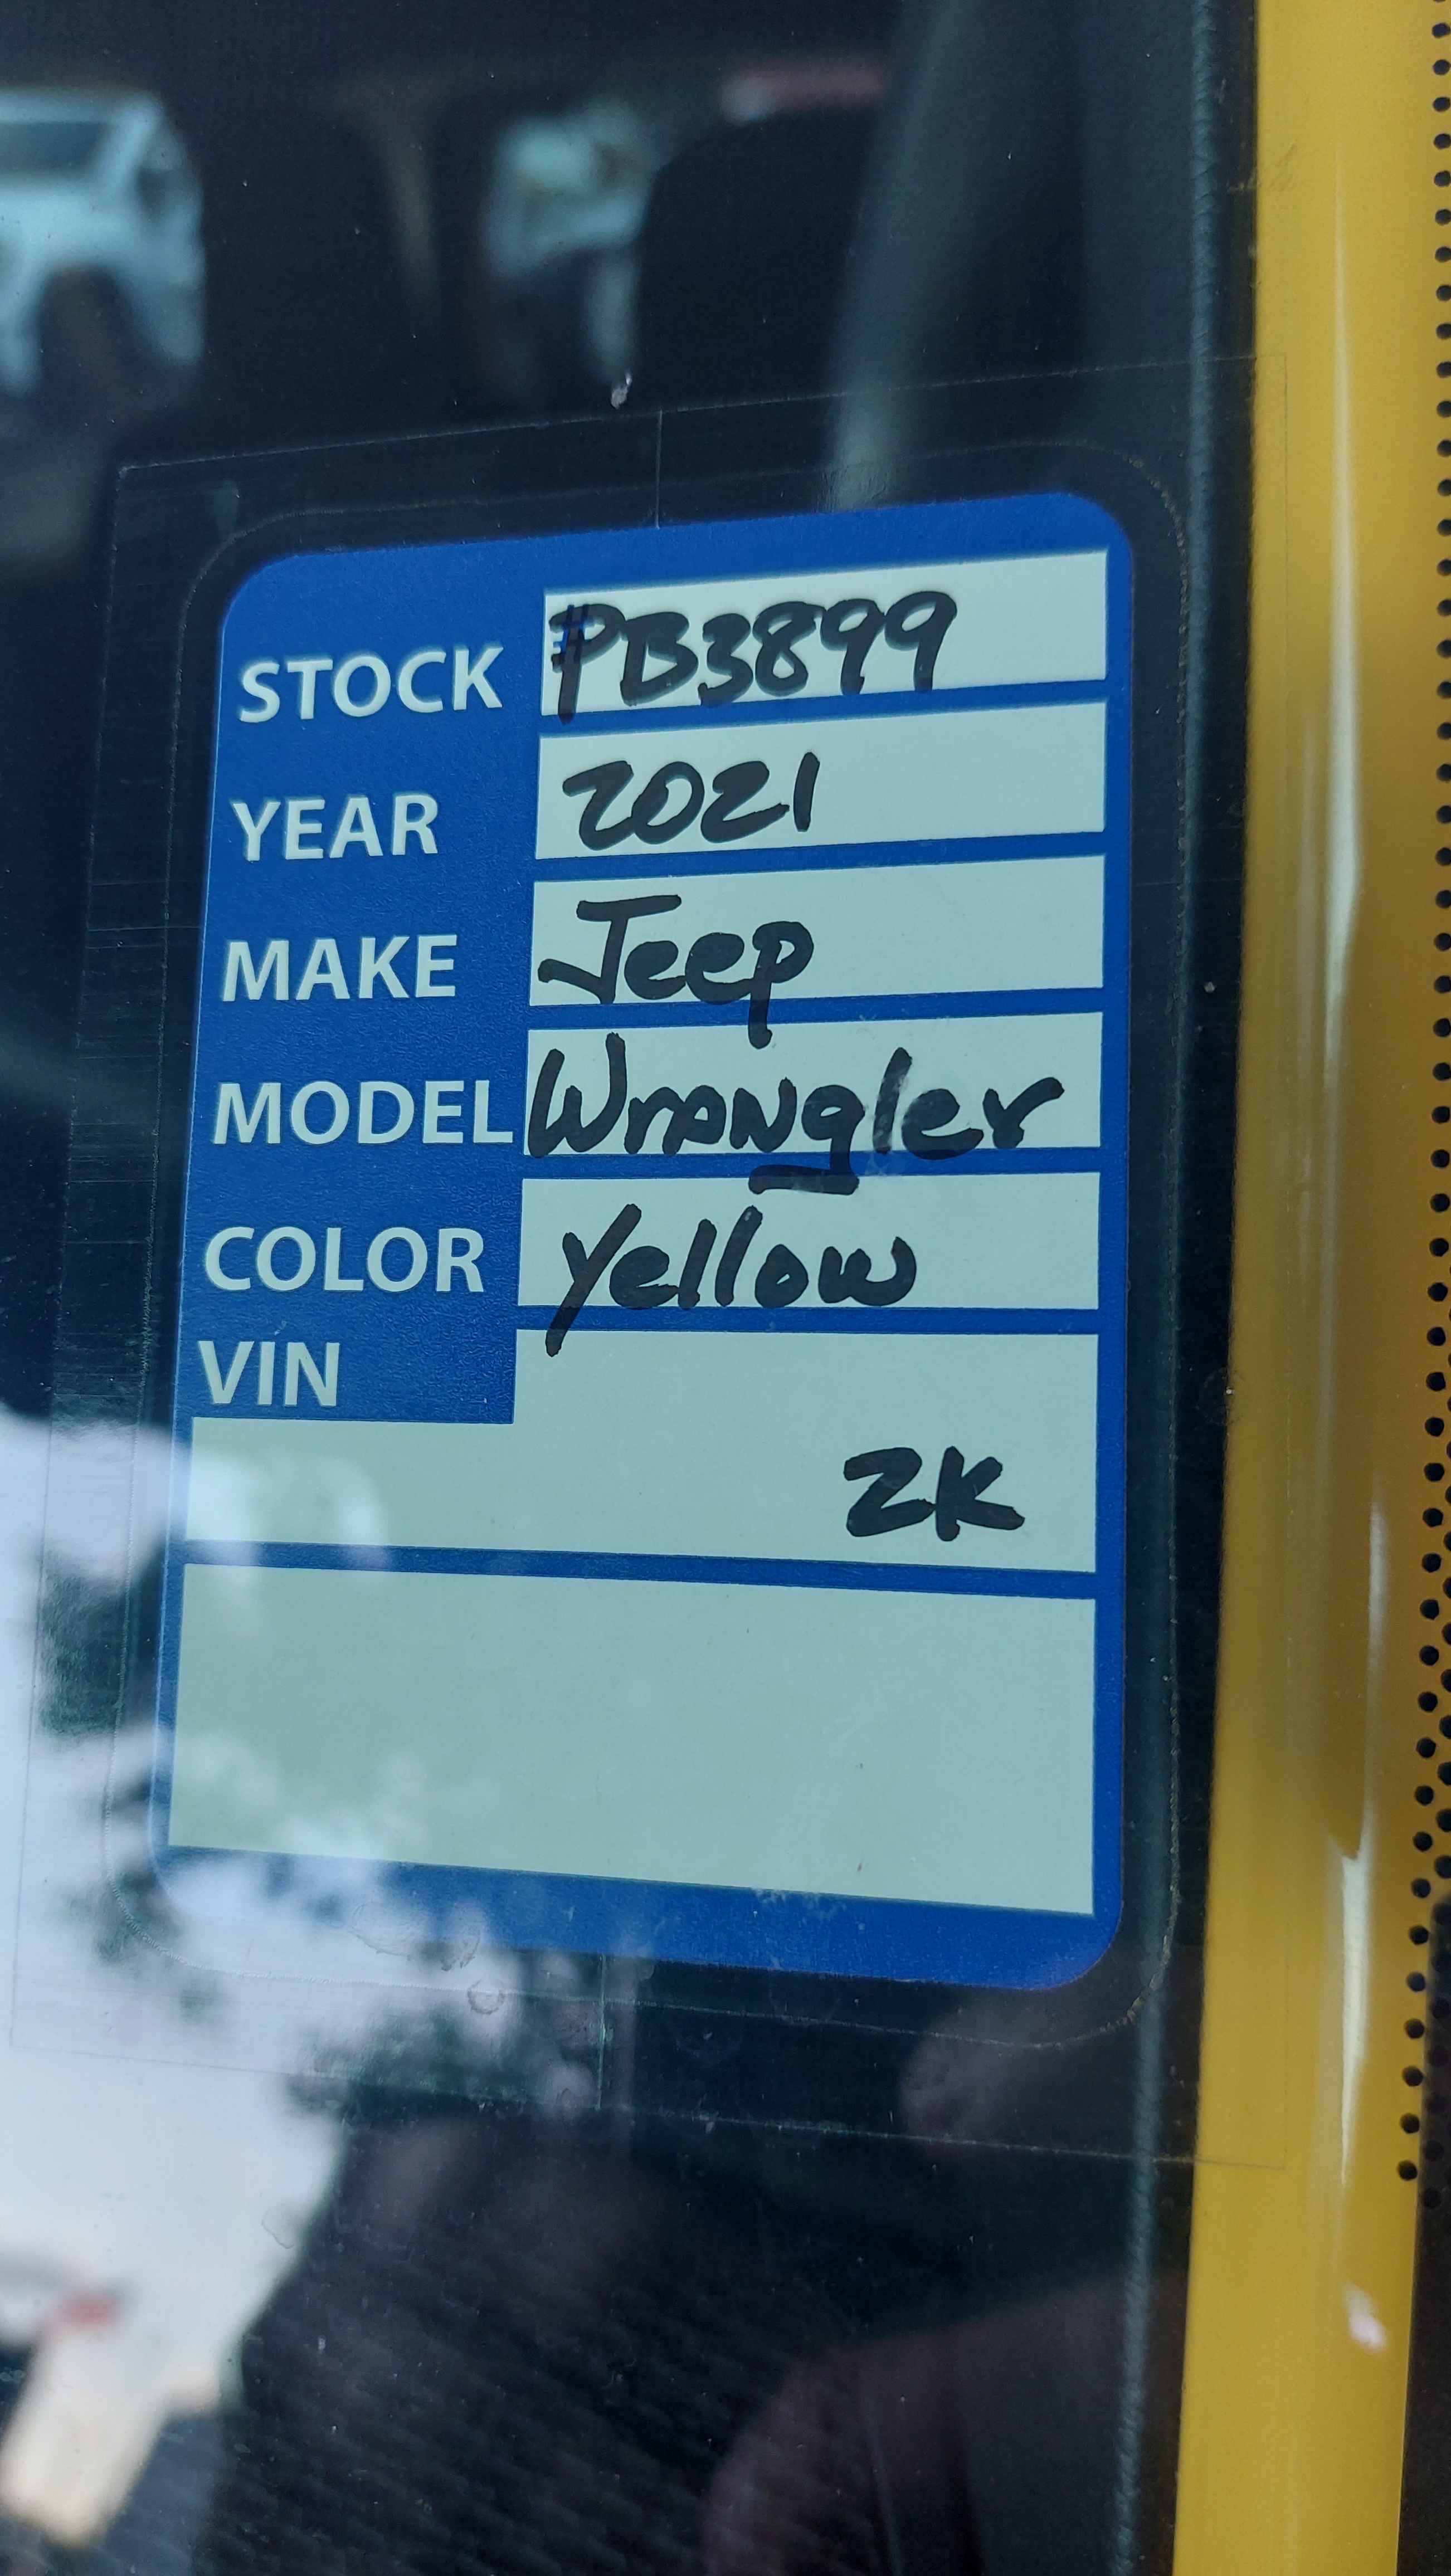 STOCK #PB3899
YEAR 2021
MAKE Jeep
MODEL Wrangler
COLOR Yellow
VIN
2K